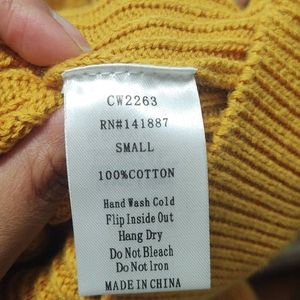 CW2263
RN#141887
SMALL
100%COTTON
Hand Wash Cold
Flip Inside Out
Hang Dry
Do Not Bleach
Do Not Iron
MADE IN CHINA